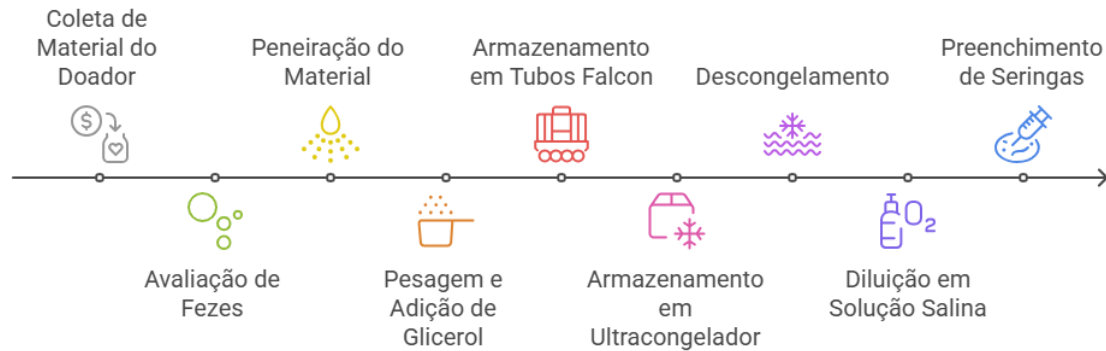 Coleta de
Material do
Doador
Avaliação de
Fezes
Peneiração do
Material
Pesagem e
Adição de
Glicerol
Armazenamento
em Tubos Falcon
Armazenamento
em
Ultracongelador
Descongelamento
Diluição em
Solução Salina
Preenchimento
de Seringas
$
O₂